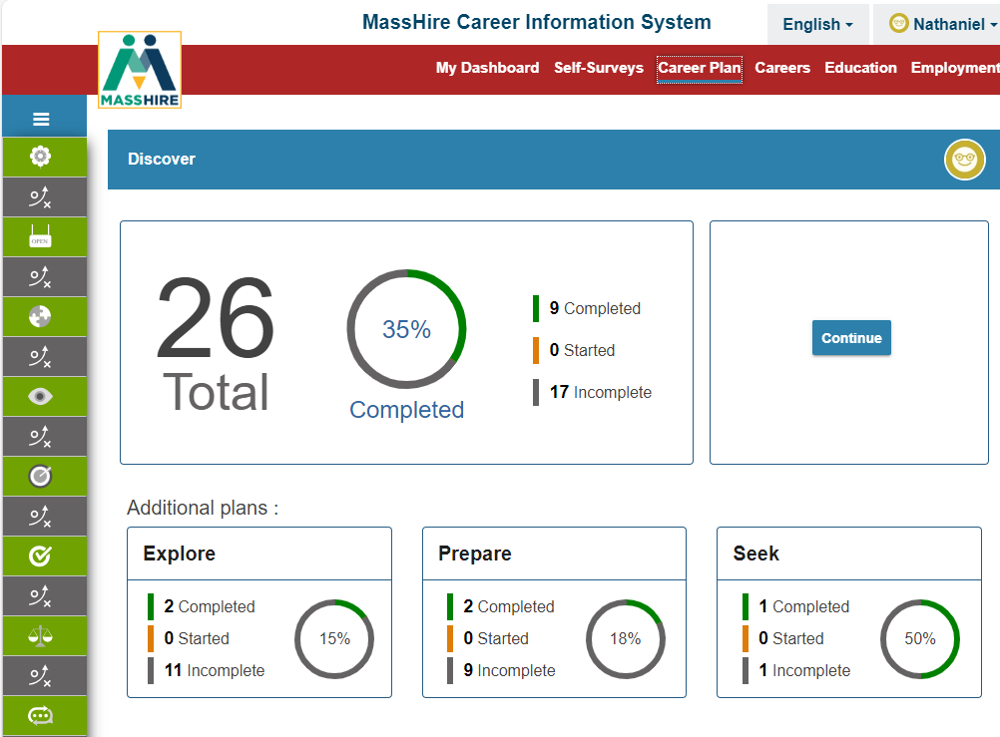 MassHire Career Information System
English
Nathaniel
MASSHIRE
My Dashboard Self-Surveys Career Plan Careers Education Employment
Discover
OPEN
26
Total
35%
Completed
9 Completed
0 Started
17 Incomplete
Continue
Additional plans :
Explore
2 Completed
0 Started
11 Incomplete
15%
Prepare
2 Completed
0 Started
9 Incomplete
18%
Seek
1 Completed
0 Started
1 Incomplete
50%